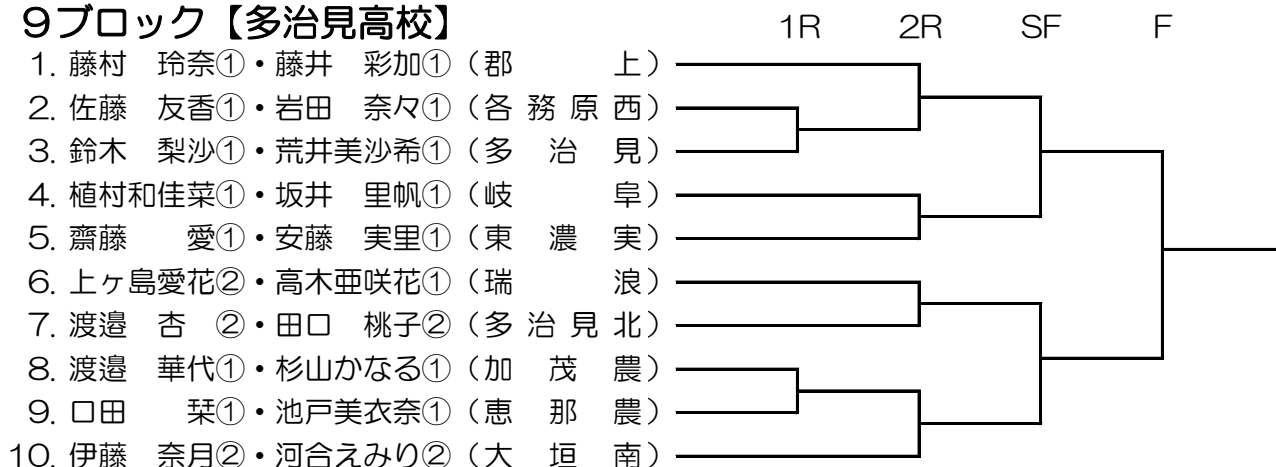 9ブロック【多治見高校】 1R 2R SF F
1. 藤村　玲奈①・藤井　彩加①（郡　　　上）
2. 佐藤　友香①・岩田　奈々①（各 務 原 西）
3. 鈴木　梨沙①・荒井美沙希①（多　治　見）
4. 植村和佳菜①・坂井　里帆①（岐　　　阜）
5. 齋藤　　愛①・安藤　実里①（東　濃　実）
6. 上ヶ島愛花②・高木亜咲花①（瑞　　　浪）
7. 渡邉　杏　②・田口　桃子②（多 治 見 北）
8. 渡邉　華代①・杉山かなる①（加　茂　農）
9. 口田　　栞①・池戸美衣奈①（恵　那　農）
10. 伊藤　奈月②・河合えみり②（大　垣　南）